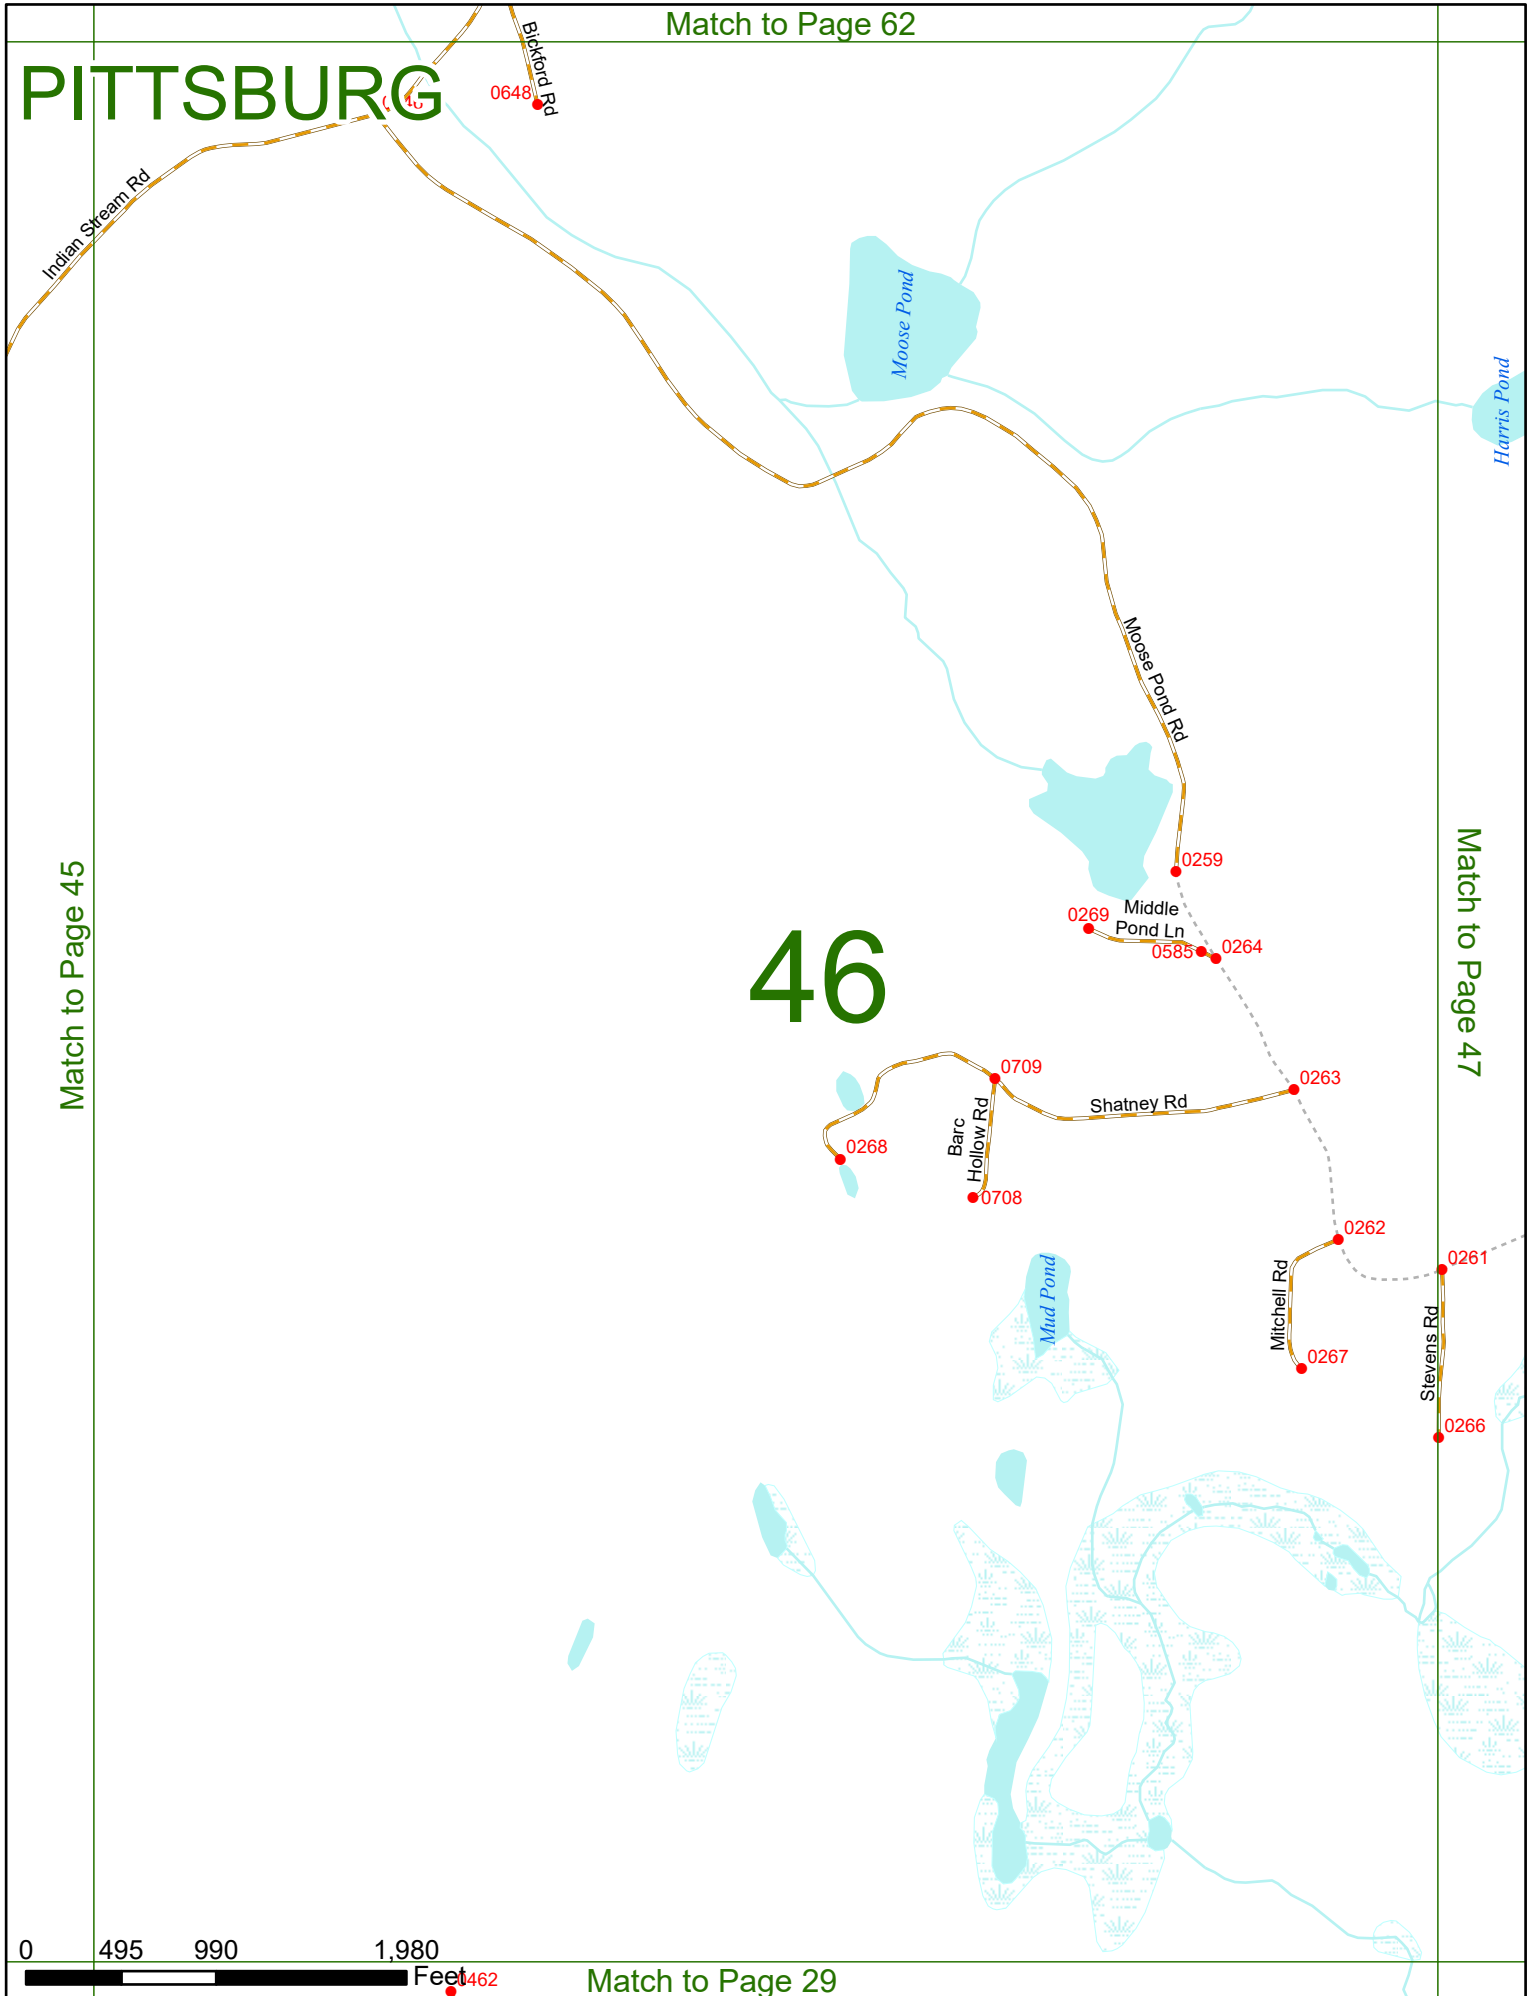 Match to Page 62
PITTSBURG
Bickford Rd
0648
Indian Stream Rd
Moose Pond
Harris Pond
Moose Pond Rd
Match to Page 45
Match to Page 47
0259
Middle
Pond Ln
0269
0585
0264
46
0709
0263
Shatney Rd
Barc
Hollow Rd
0268
0708
0262
0261
Mud Pond
Mitchell Rd
Stevens Rd
0267
0266
0 495 990 1,980
Feet
0462
Match to Page 29